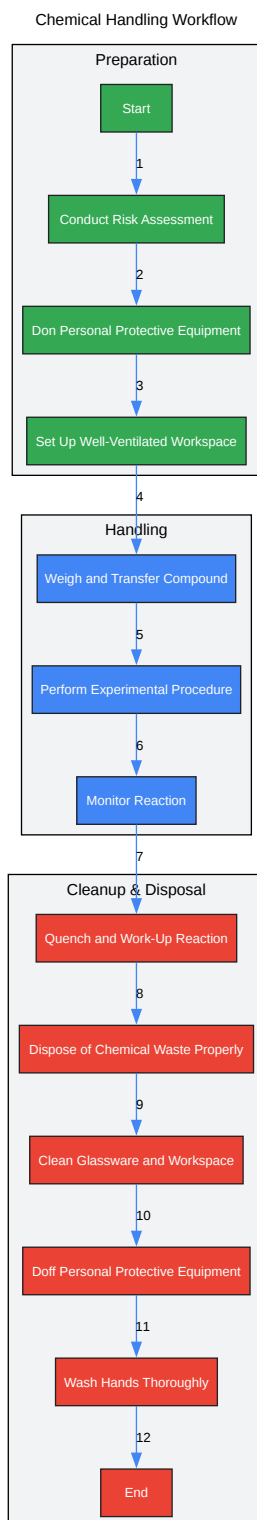 Chemical Handling Workflow
Preparation
Start
1
Conduct Risk Assessment
2
Don Personal Protective Equipment
3
Set Up Well-Ventilated Workspace
4
Handling
Weigh and Transfer Compound
5
Perform Experimental Procedure
6
Monitor Reaction
7
Cleanup & Disposal
Quench and Work-Up Reaction
8
Dispose of Chemical Waste Properly
9
Clean Glassware and Workspace
10
Doff Personal Protective Equipment
11
Wash Hands Thoroughly
12
End